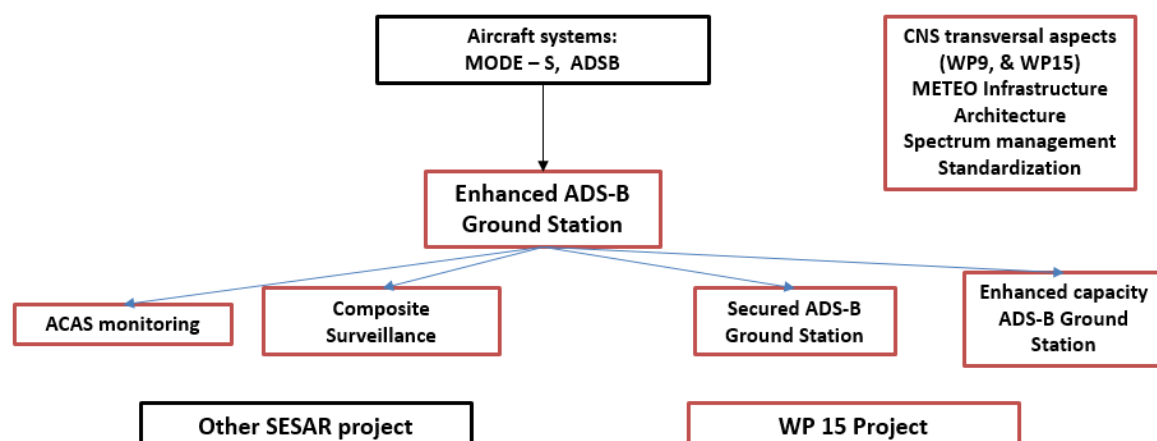 Aircraft systems:
MODE – S, ADSB
CNS transversal aspects
(WP9, & WP15)
METEO Infrastructure
Architecture
Spectrum management
Standardization
Enhanced ADS-B
Ground Station
ACAS monitoring
Composite
Surveillance
Secured ADS-B
Ground Station
Enhanced capacity
ADS-B Ground
Station
Other SESAR project
WP 15 Project